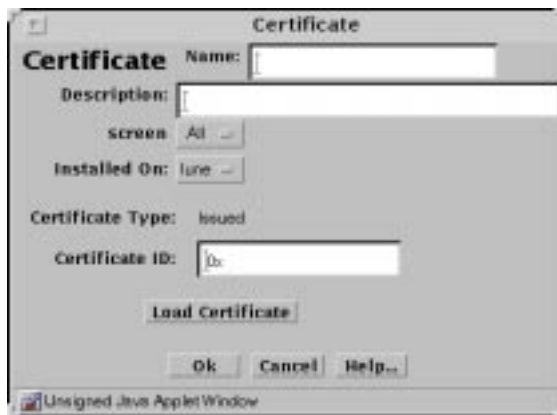 Certificate
Certificate Name:
Description:
screen All
Installed On: lune
Certificate Type: Issued
Certificate ID: 0x
Load Certificate
Ok Cancel Help...
Unsigned Java Applet Window